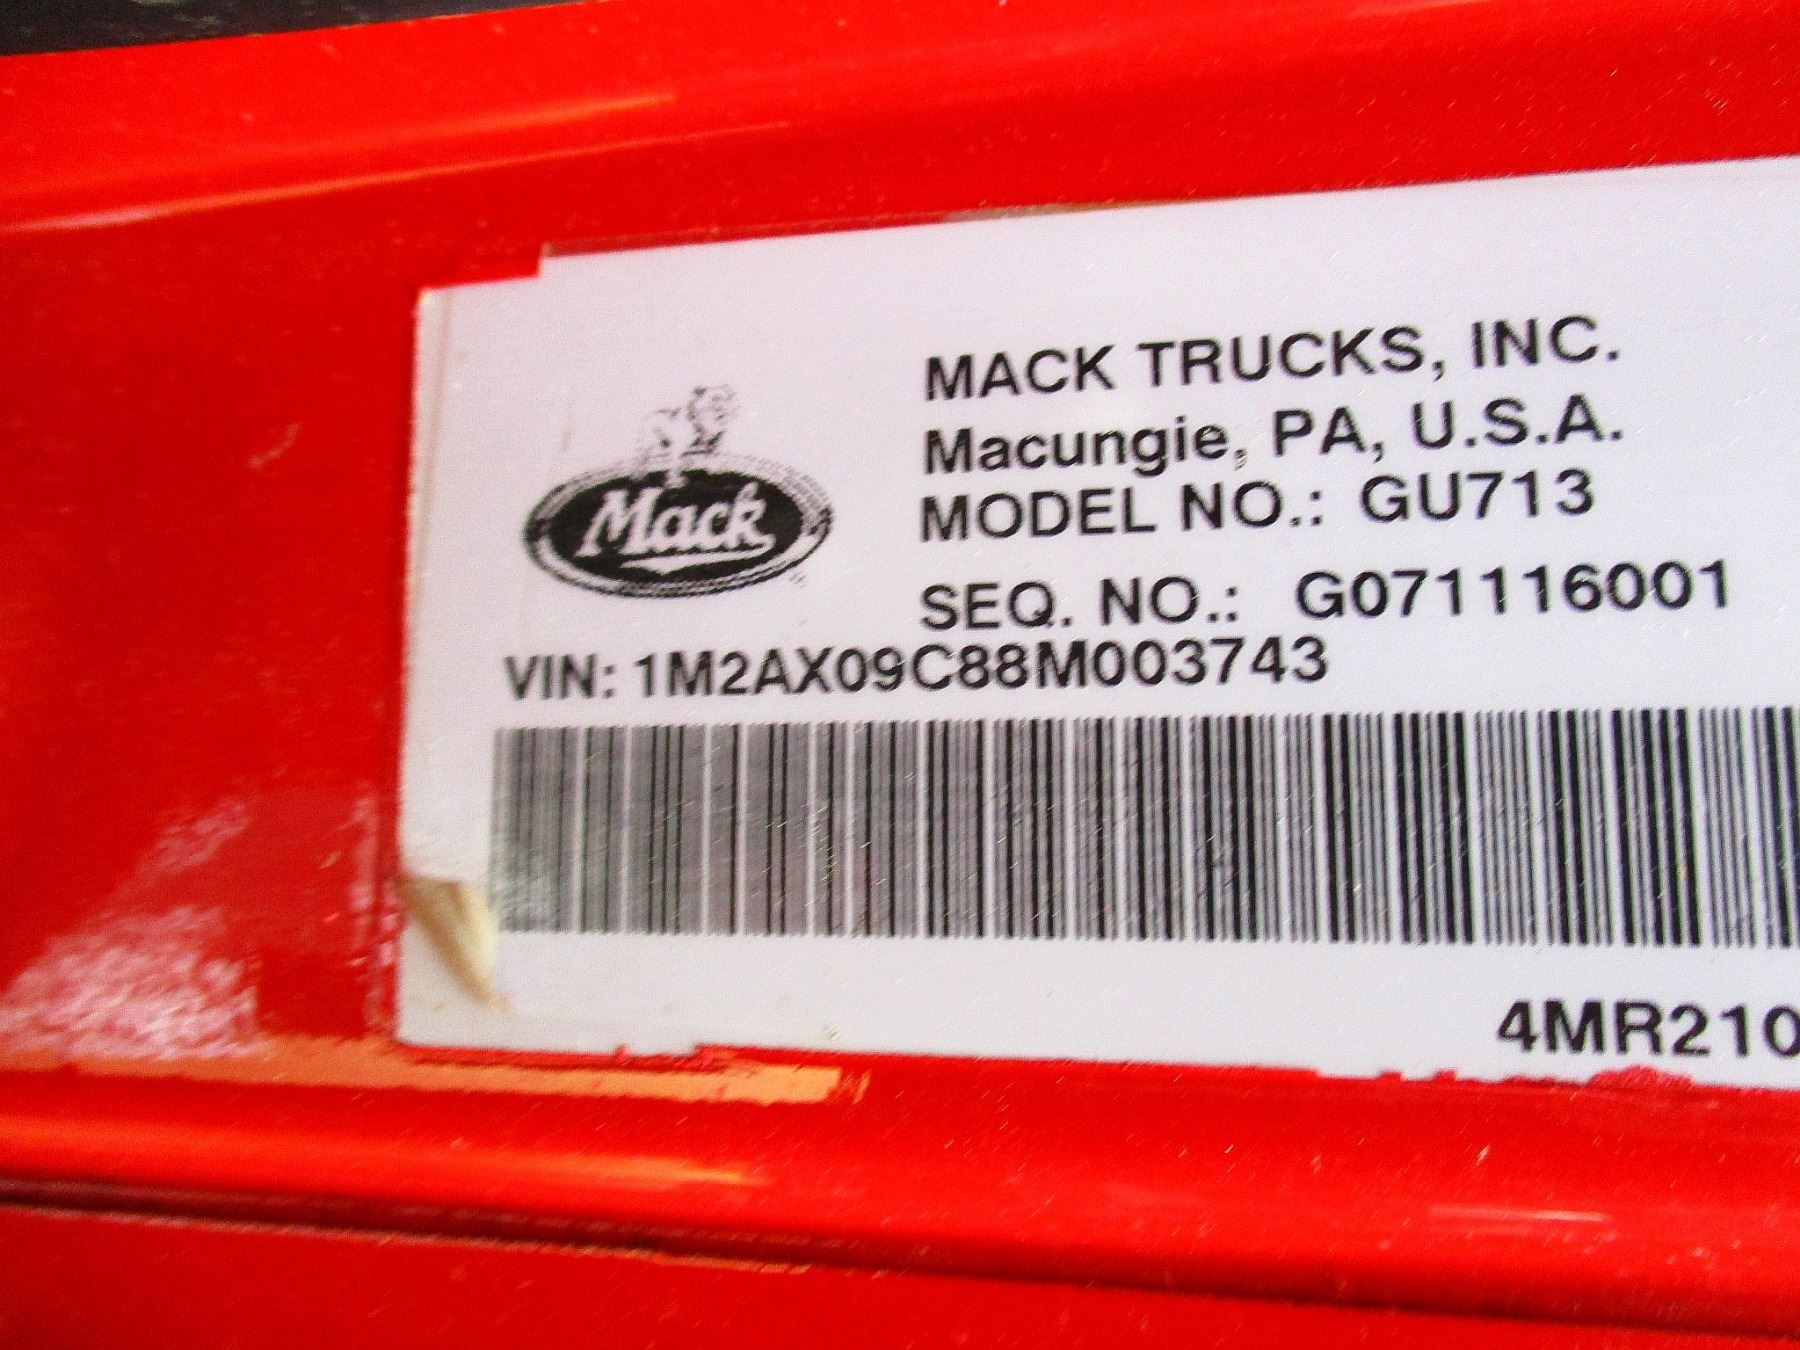 MACK TRUCKS, INC.
Macungie, PA, U.S.A.
MODEL NO.: GU713
Mack
SEQ. NO.: G071116001
VIN: 1M2AX09C88M003743
4MR210